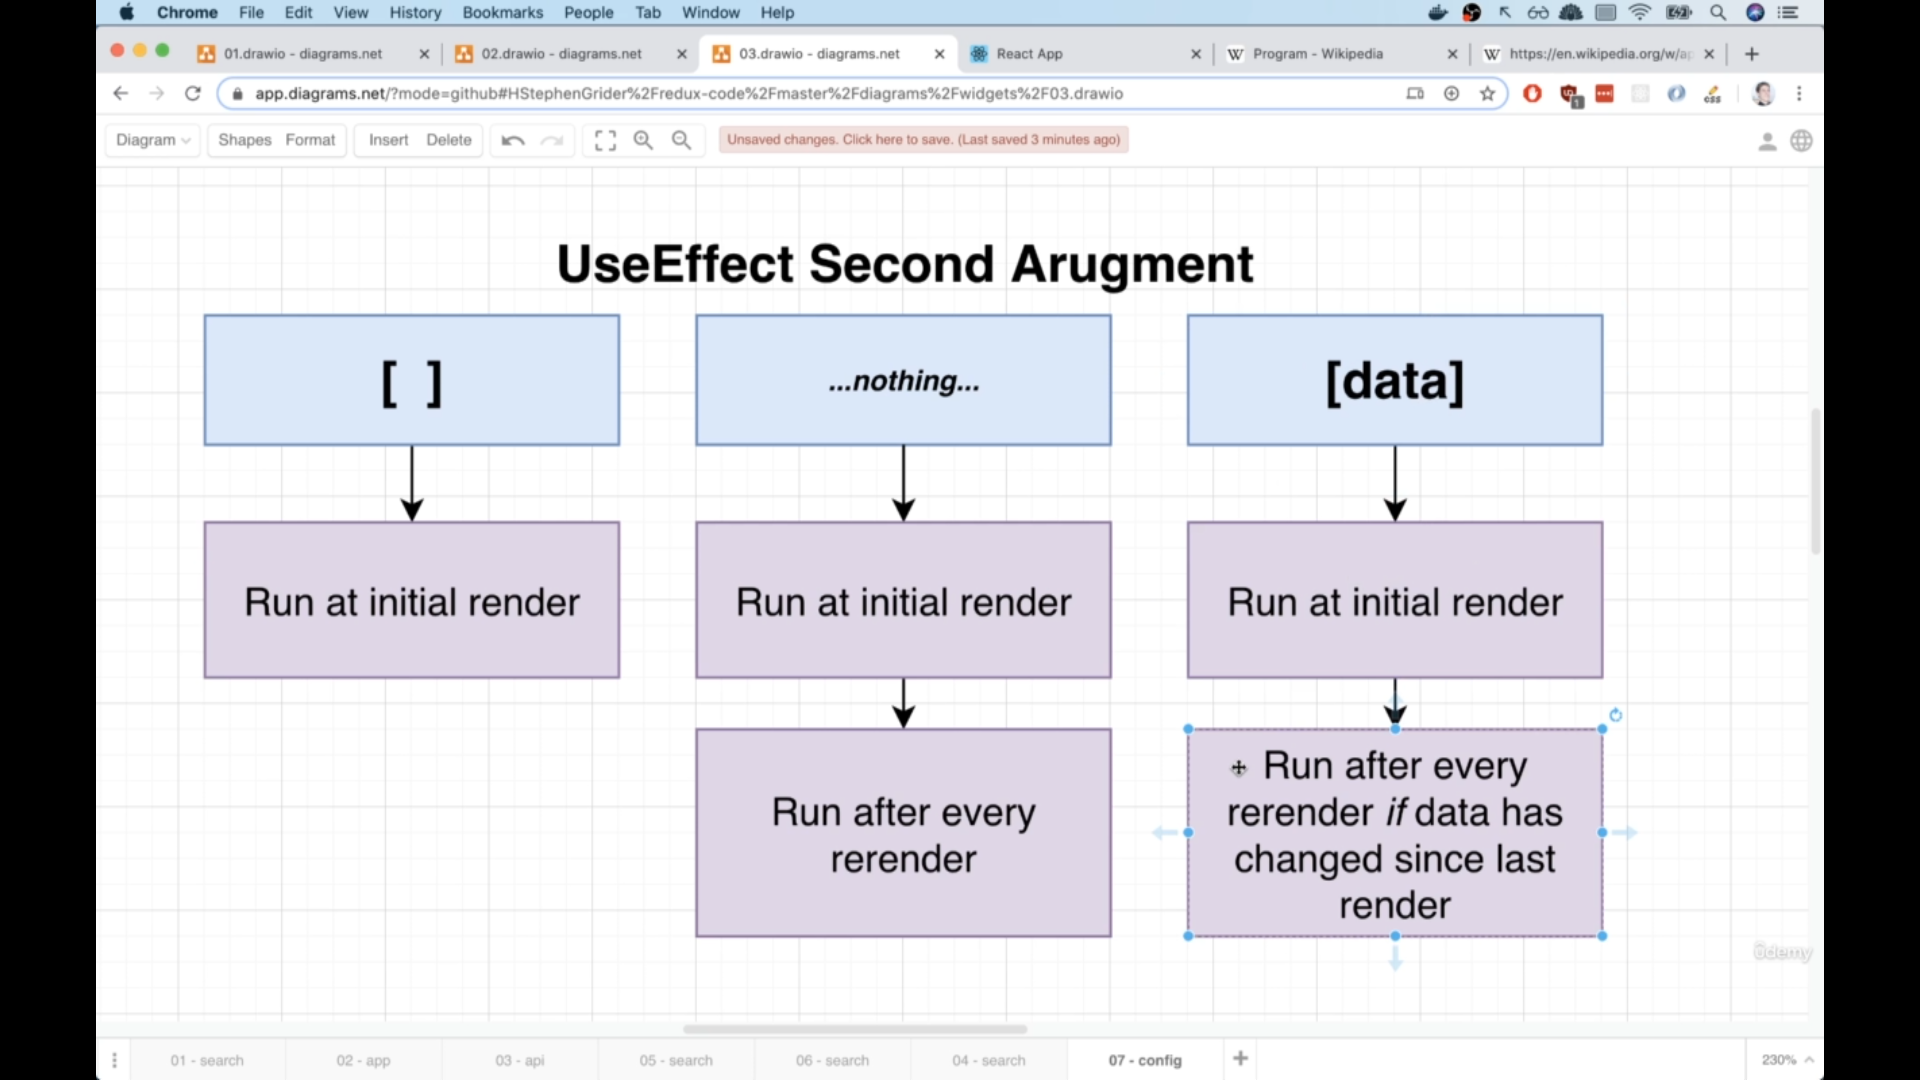 Chrome File Edit View History Bookmarks People Tab Window Help
01.drawio - diagrams.net 02.drawio - diagrams.net 03.drawio - diagrams.net React App Program - Wikipedia https://en.wikipedia.org/w/ap
app.diagrams.net/?mode=github#HStephenGrider%2Fredux-code%2Fmaster%2Fdiagrams%2Fwidgets%2F03.drawio
Diagram Shapes Format Insert Delete Unsaved changes. Click here to save. (Last saved 3 minutes ago)
UseEffect Second Arugment
[ ] ...nothing... [data]
Run at initial render Run at initial render Run at initial render
Run after every
rerender
Run after every
rerender if data has
changed since last
render
ūdemy
01 - search 02 - app 03 - api 05 - search 06 - search 04 - search 07 - config 230%